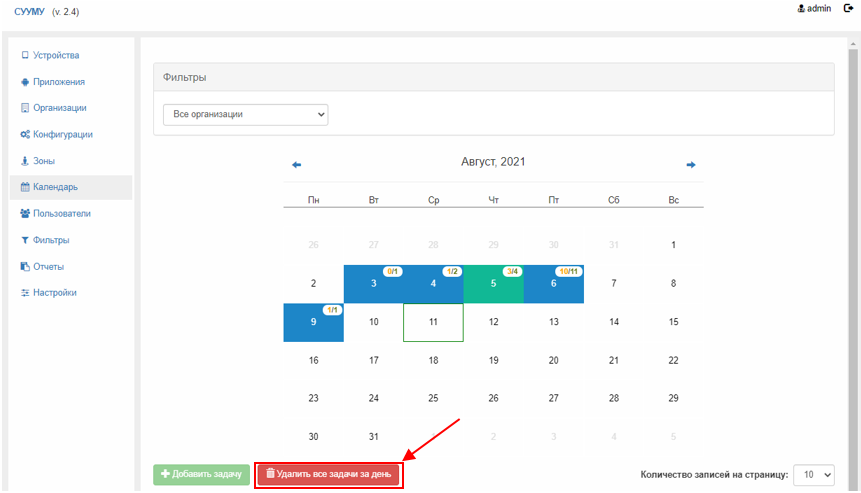 СУУМУ (v. 2.4) admin
Устройства
Приложения
Организации
Конфигурации
Зоны
Календарь
Пользователи
Фильтры
Отчеты
Настройки
Фильтры
Все организации
Август, 2021
Пн Вт Ср Чт Пт Сб Вс
26 27 28 29 30 31 1
0/1 1/2 3/4 10/11
2 3 4 5 6 7 8
1/1
9 10 11 12 13 14 15
16 17 18 19 20 21 22
23 24 25 26 27 28 29
30 31 1 2 3 4 5
Добавить задачу Удалить все задачи за день Количество записей на страницу: 10